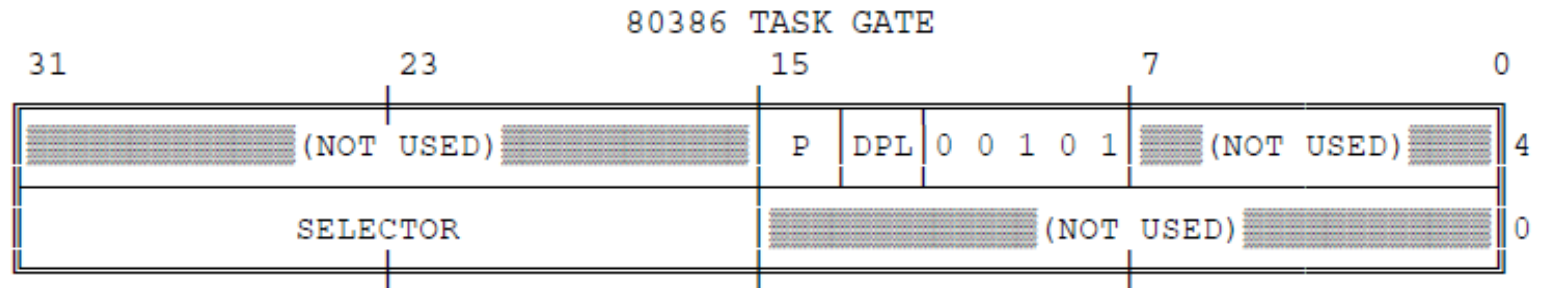 80386 TASK GATE
31 23 15 7 0
(NOT USED) P DPL 0 0 1 0 1 (NOT USED) 4
SELECTOR (NOT USED) 0